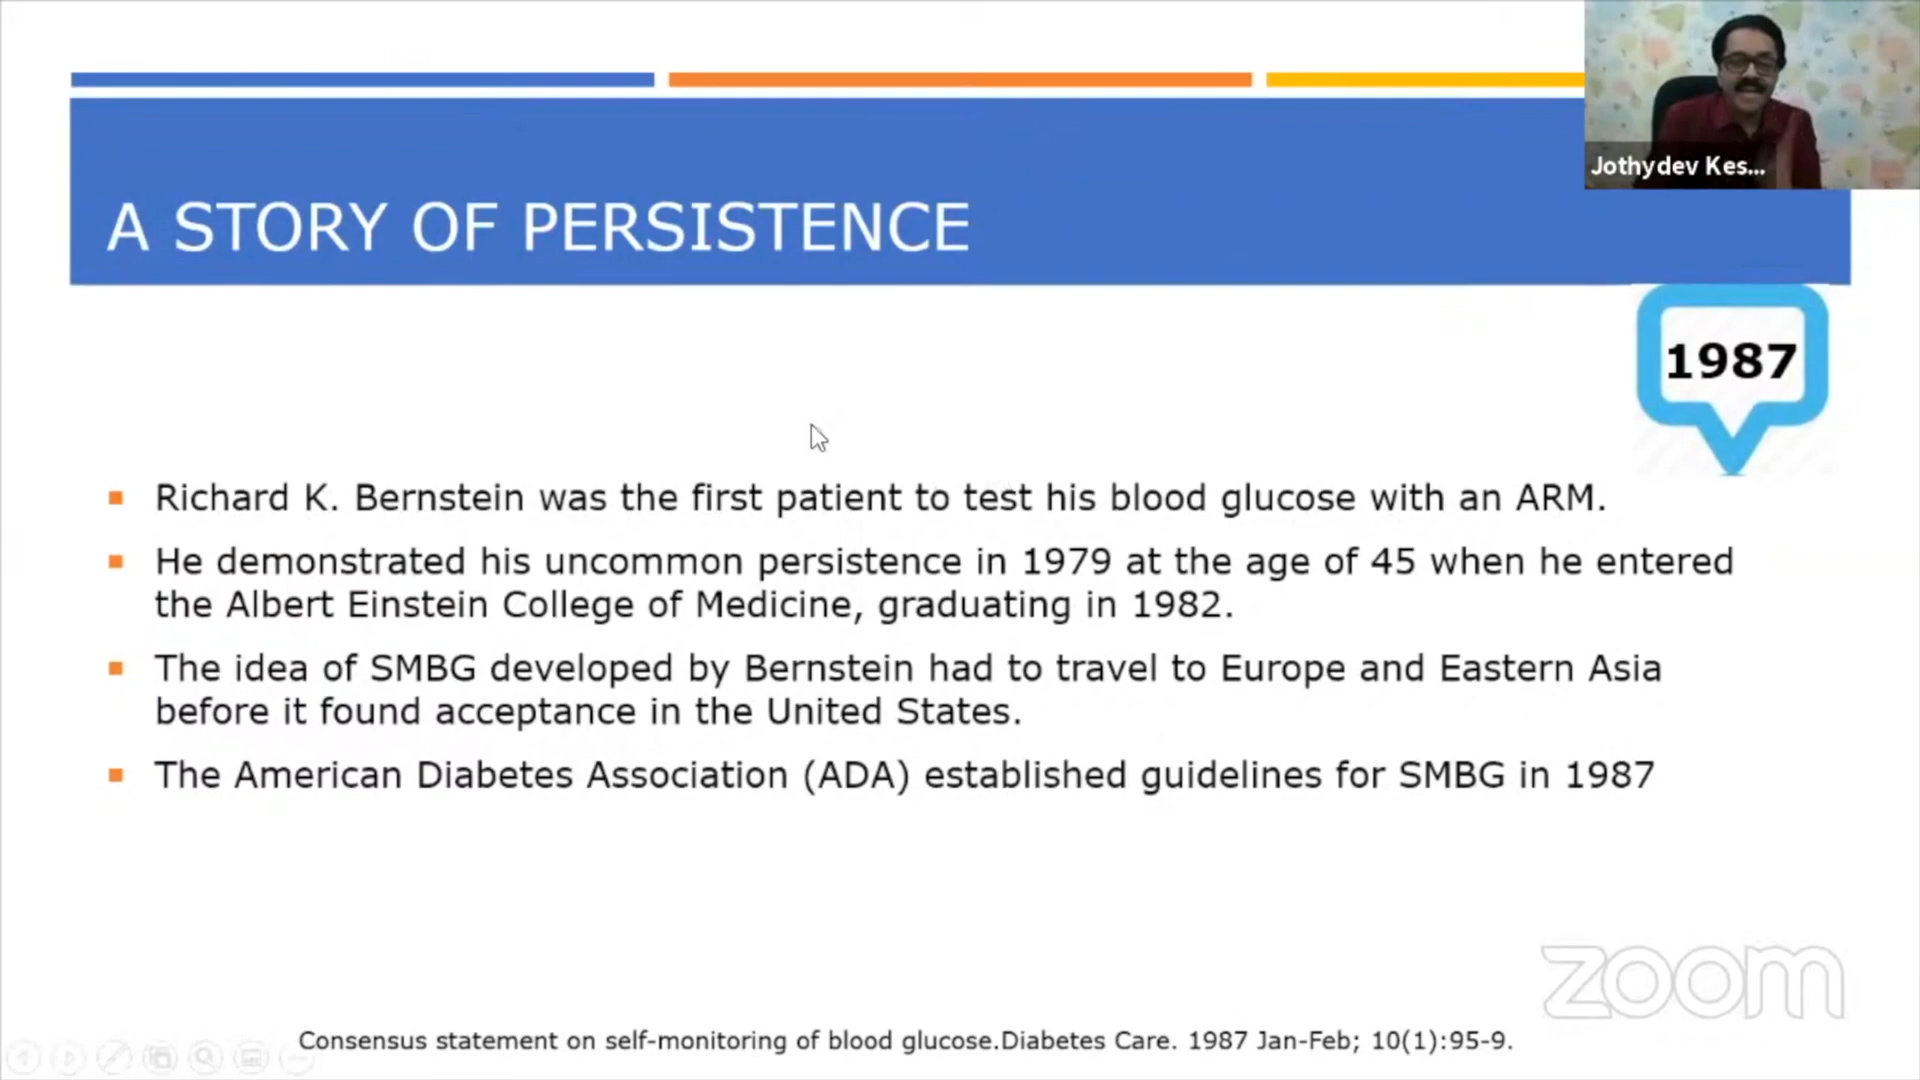 Jothydev Kes...
A STORY OF PERSISTENCE
1987
Richard K. Bernstein was the first patient to test his blood glucose with an ARM.
He demonstrated his uncommon persistence in 1979 at the age of 45 when he entered
the Albert Einstein College of Medicine, graduating in 1982.
The idea of SMBG developed by Bernstein had to travel to Europe and Eastern Asia
before it found acceptance in the United States.
The American Diabetes Association (ADA) established guidelines for SMBG in 1987
zoom
Consensus statement on self-monitoring of blood glucose.Diabetes Care. 1987 Jan-Feb; 10(1):95-9.